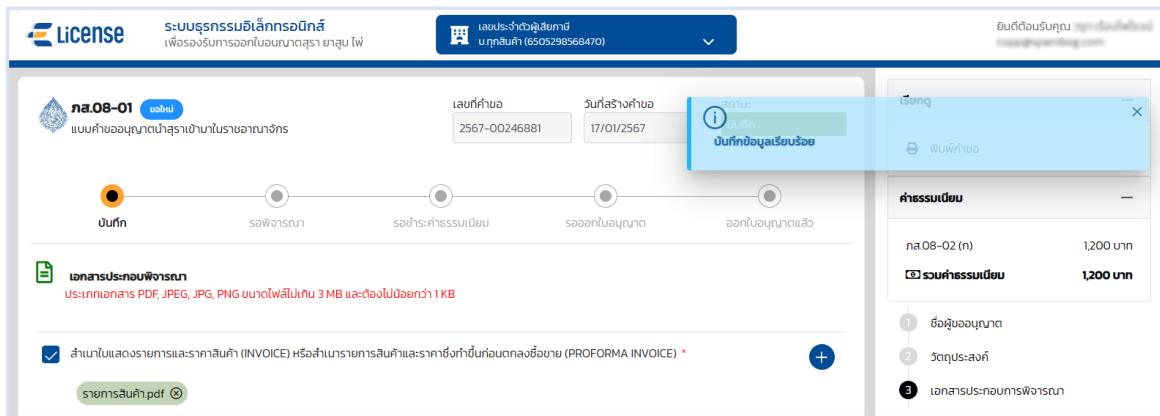 License
ระบบธุรกรรมอิเล็กทรอนิกส์
เพื่อรองรับการออกใบอนุญาตสุรา ยาสูบ ไพ่
เลขประจำตัวผู้เสียภาษี
บ.ทุกสินค้า (6505298568470)
ยินดีต้อนรับคุณ
ภส.08-01 ขอใหม่
แบบคำขออนุญาตนำสุราเข้ามาในราชอาณาจักร
เลขที่คำขอ
2567-00246881
วันที่สร้างคำขอ
17/01/2567
สถานะ
บันทึก
บันทึกข้อมูลเรียบร้อย
เรียกดู
พิมพ์คำขอ
บันทึก
รอพิจารณา
รอชำระค่าธรรมเนียม
รอออกใบอนุญาต
ออกใบอนุญาตแล้ว
ค่าธรรมเนียม
ภส.08-02 (ก) 1,200 บาท
รวมค่าธรรมเนียม 1,200 บาท
เอกสารประกอบพิจารณา
ประเภทเอกสาร PDF, JPEG, JPG, PNG ขนาดไฟล์ไม่เกิน 3 MB และต้องไม่น้อยกว่า 1 KB
สำเนาใบแสดงรายการและราคาสินค้า (INVOICE) หรือสำเนารายการสินค้าและราคาซึ่งทำขึ้นก่อนตกลงซื้อขาย (PROFORMA INVOICE) *
รายการสินค้า.pdf
1 ชื่อผู้ขออนุญาต
2 วัตถุประสงค์
3 เอกสารประกอบการพิจารณา